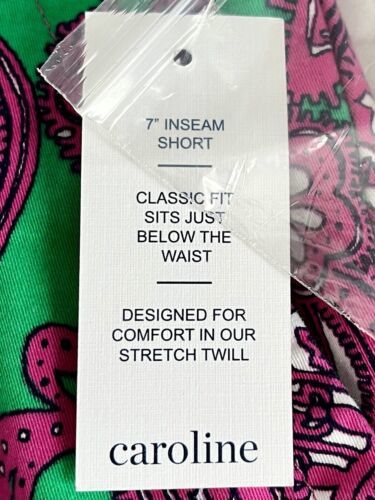 7" INSEAM
SHORT
CLASSIC FIT
SITS JUST
BELOW THE
WAIST
DESIGNED FOR
COMFORT IN OUR
STRETCH TWILL
caroline